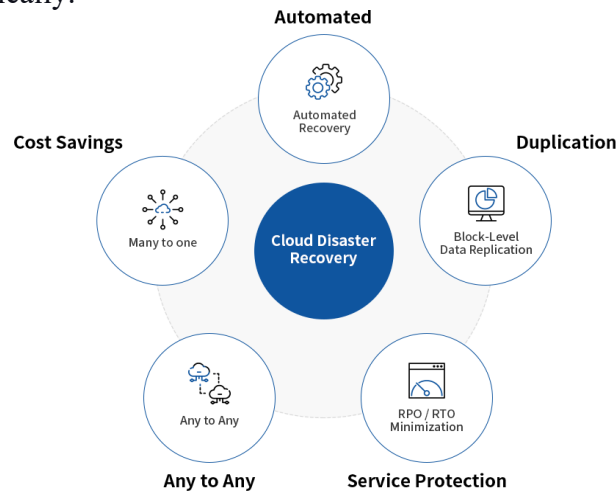 Automated
Automated
Recovery
Cost Savings
Many to one
Duplication
Block-Level
Data Replication
Cloud Disaster
Recovery
Any to Any
Any to Any
RPO / RTO
Minimization
Service Protection